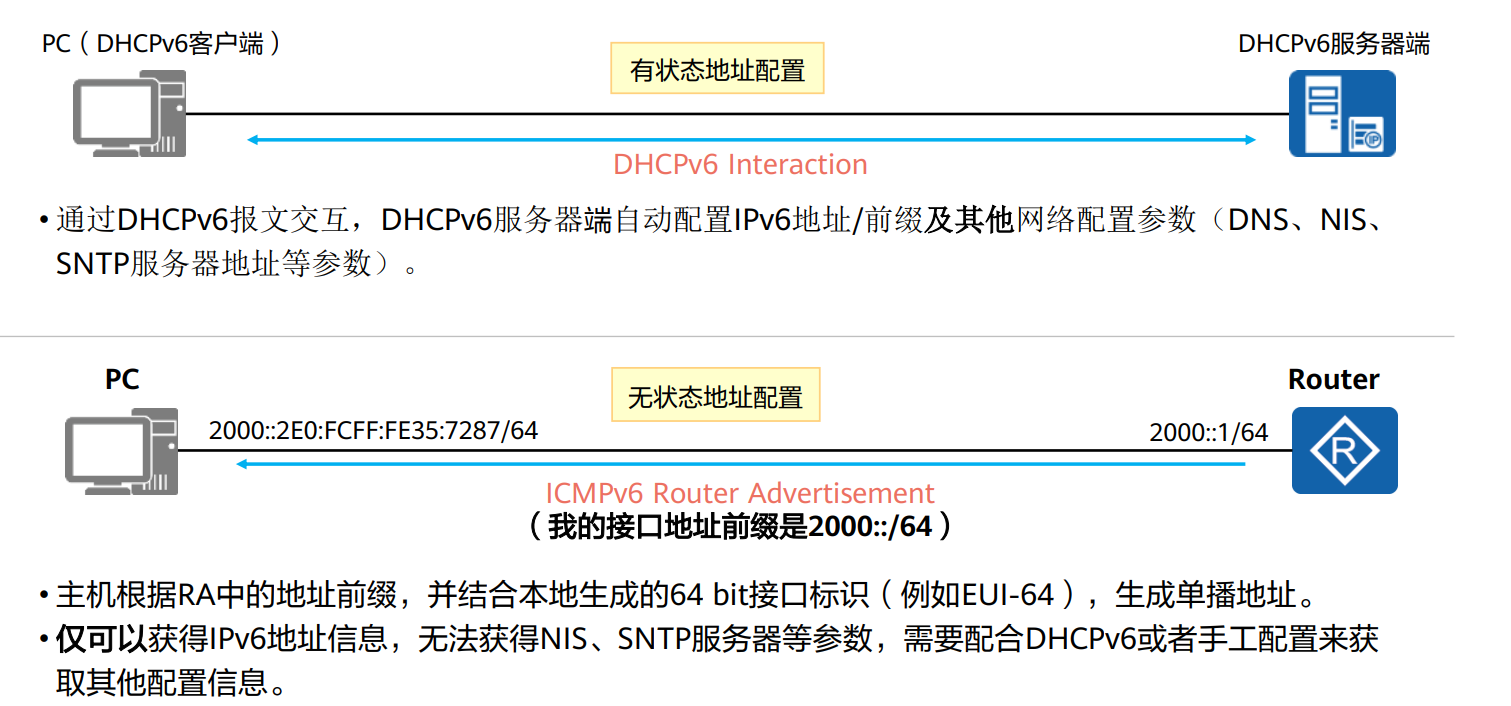 PC（DHCPv6客户端）
DHCPv6服务器端
有状态地址配置
IP
DHCPv6 Interaction
• 通过DHCPv6报文交互，DHCPv6服务器端自动配置IPv6地址/前缀及其他网络配置参数（DNS、NIS、
SNTP服务器地址等参数）。
PC
无状态地址配置
Router
2000::2E0:FCFF:FE35:7287/64
2000::1/64
R
ICMPv6 Router Advertisement
（我的接口地址前缀是2000::/64）
• 主机根据RA中的地址前缀，并结合本地生成的64 bit接口标识（例如EUI-64），生成单播地址。
• 仅可以获得IPv6地址信息，无法获得NIS、SNTP服务器等参数，需要配合DHCPv6或者手工配置来获
取其他配置信息。